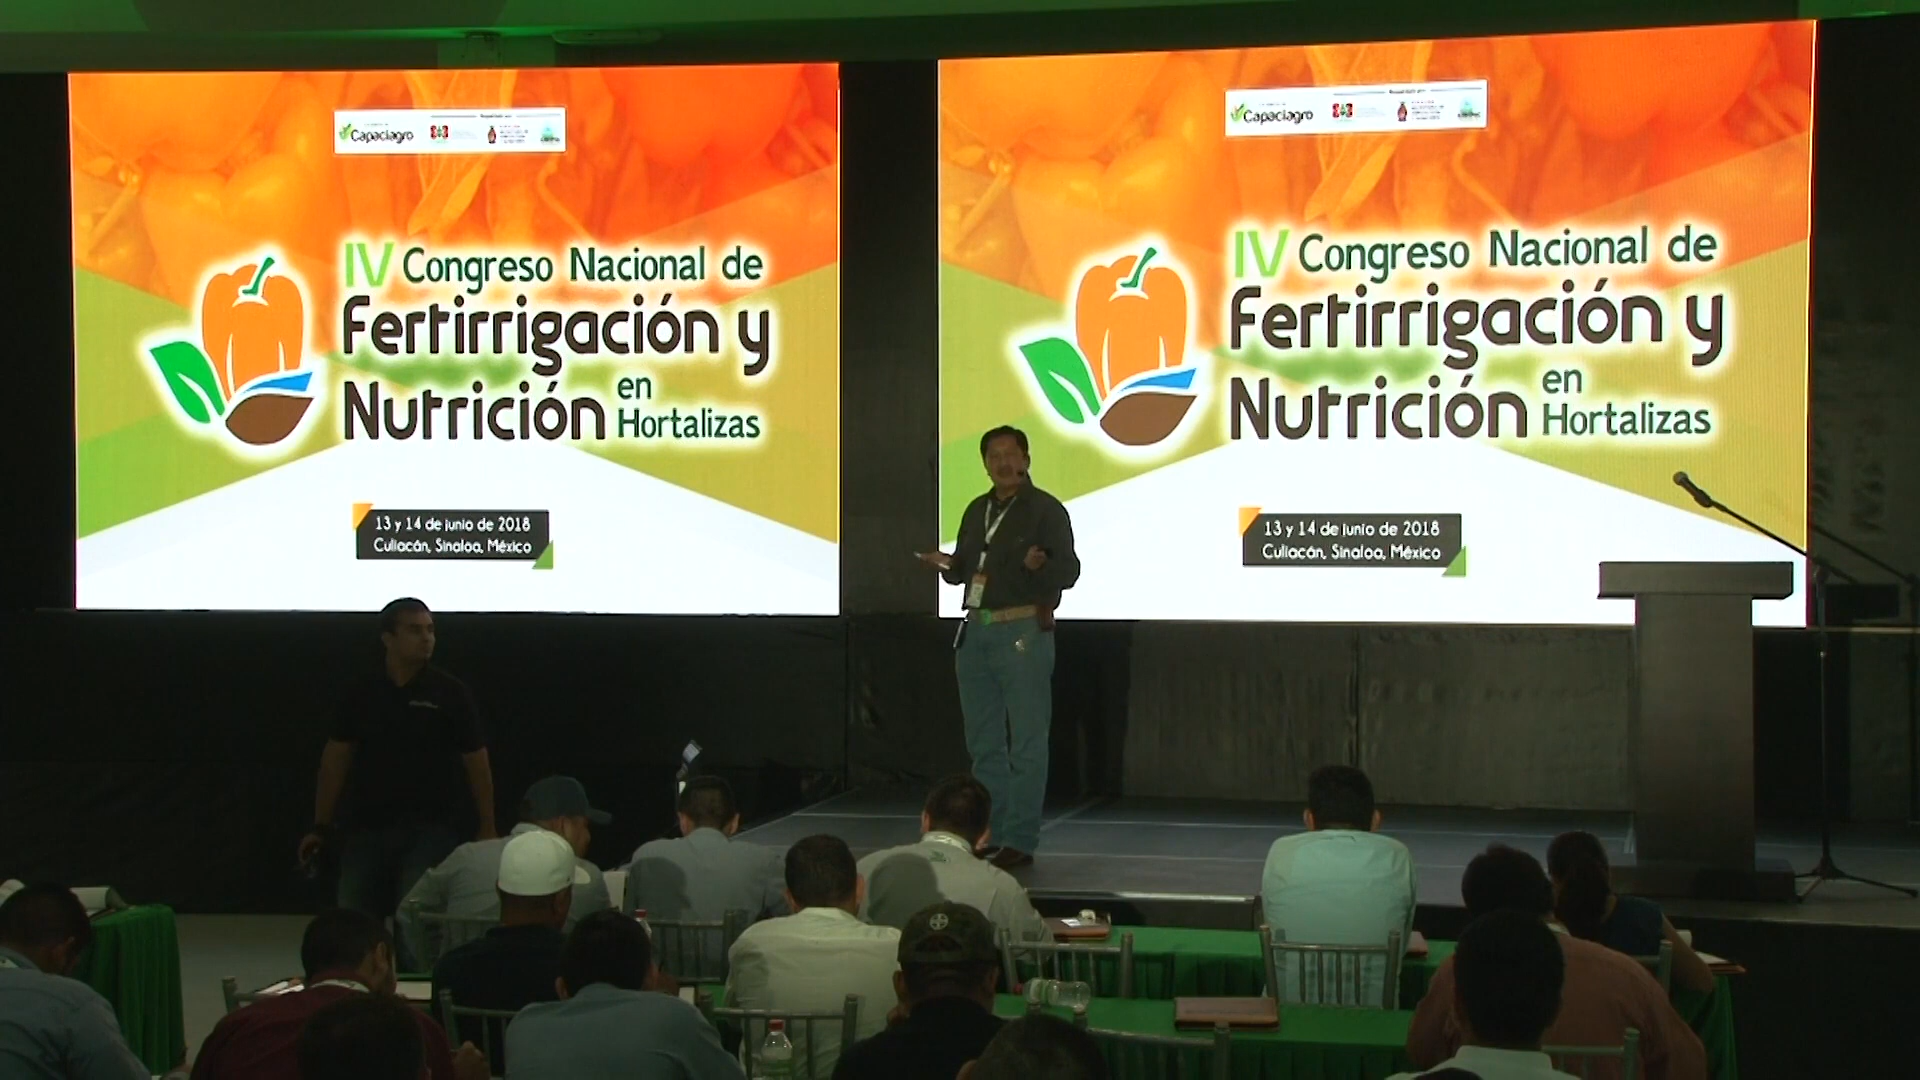 Capaciagro
IV Congreso Nacional de
Fertirrigación y
Nutrición en
Hortalizas
13 y 14 de junio de 2018
Culiacán, Sinaloa, México
Capaciagro
IV Congreso Nacional de
Fertirrigación y
Nutrición en
Hortalizas
13 y 14 de junio de 2018
Culiacán, Sinaloa, México